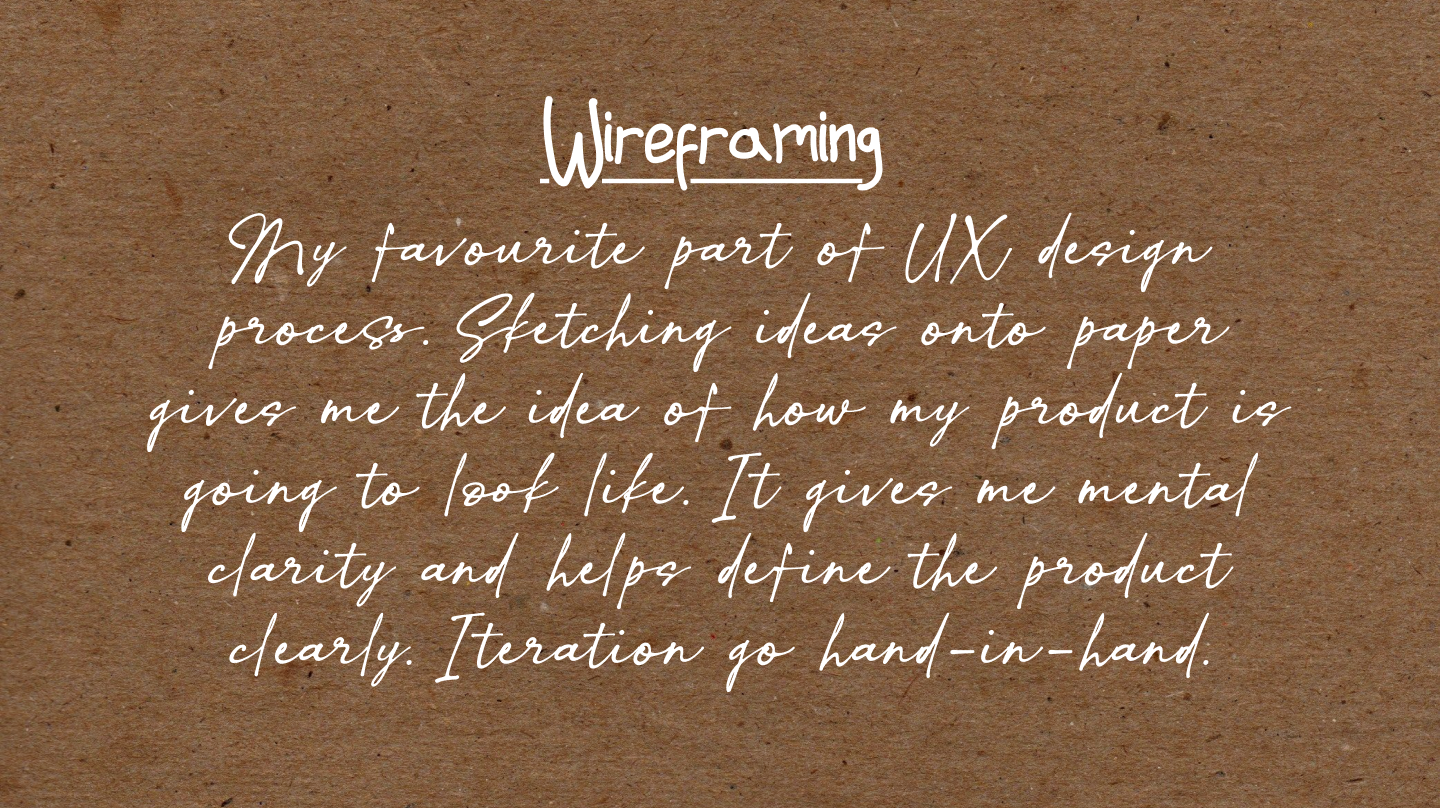 Wireframing
My favourite part of UX design
process. Sketching ideas onto paper
gives me the idea of how my product is
going to look like. It gives me mental
clarity and helps define the product
clearly. Iteration go hand-in-hand.